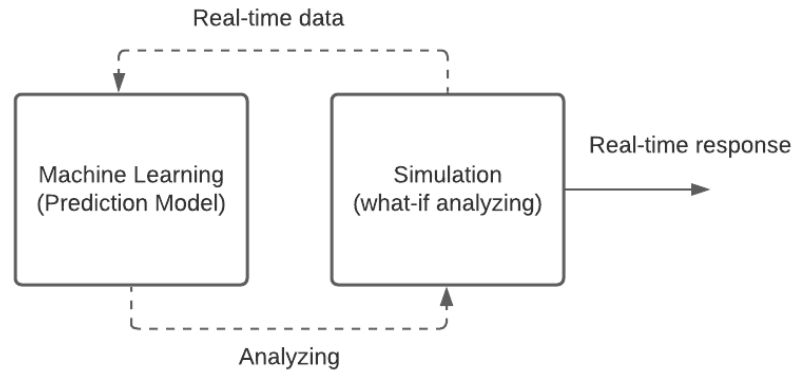 Real-time data
Machine Learning
(Prediction Model)
Simulation
(what-if analyzing)
Real-time response
Analyzing